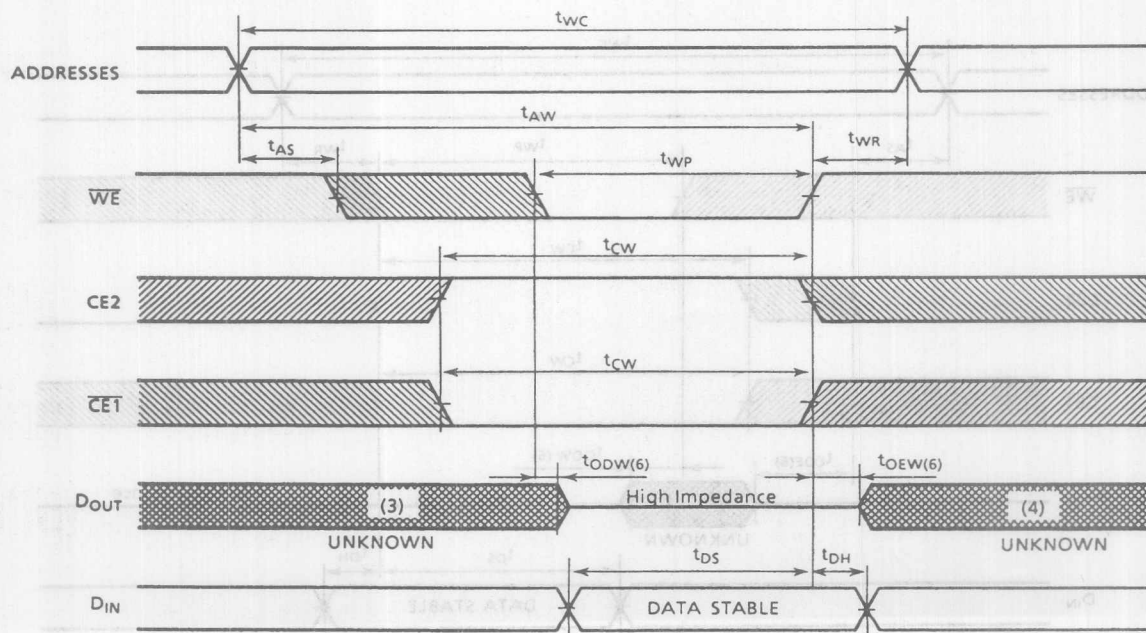 tWC
ADDRESSES
tAW
tAS
tWR
tWP
WE
tCW
CE2
tCW
CE1
tODW(6)
tOEW(6)
DOUT
(3)
High Impedance
(4)
UNKNOWN
UNKNOWN
tDS
tDH
DIN
DATA STABLE